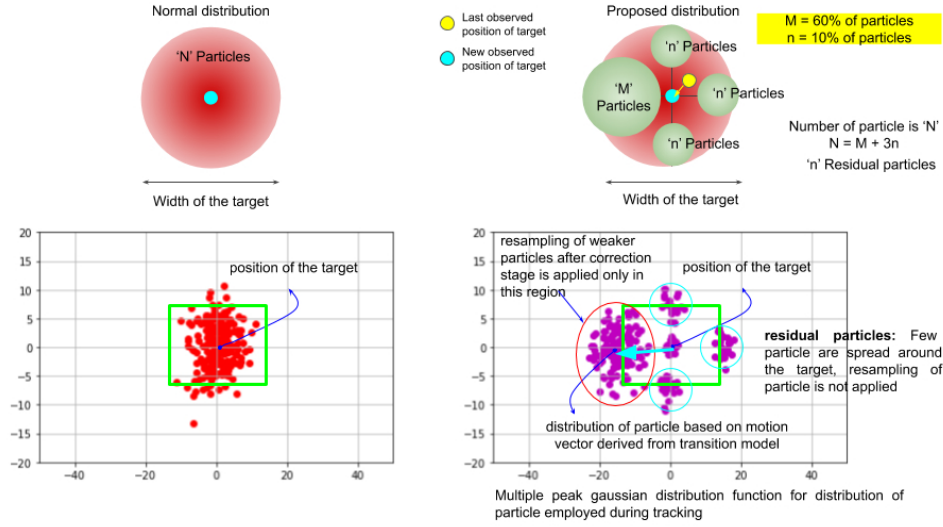 Normal distribution
'N' Particles
Width of the target
Last observed
position of target
New observed
position of target
Proposed distribution
'n' Particles
'M'
Particles
'n' Particles
'n' Particles
Width of the target
M = 60% of particles
n = 10% of particles
Number of particle is 'N'
N = M + 3n
'n' Residual particles
20
15
10
5
0
−5
−10
−15
−20
−40
−20
0
20
40
position of the target
20
15
10
5
0
−5
−10
−15
−20
−40
−20
0
20
40
resampling of weaker
particles after correction
stage is applied only in
this region
position of the target
distribution of particle based on motion
vector derived from transition model
residual particles: Few
particle are spread around
the target, resampling of
particle is not applied
Multiple peak gaussian distribution function for distribution of
particle employed during tracking